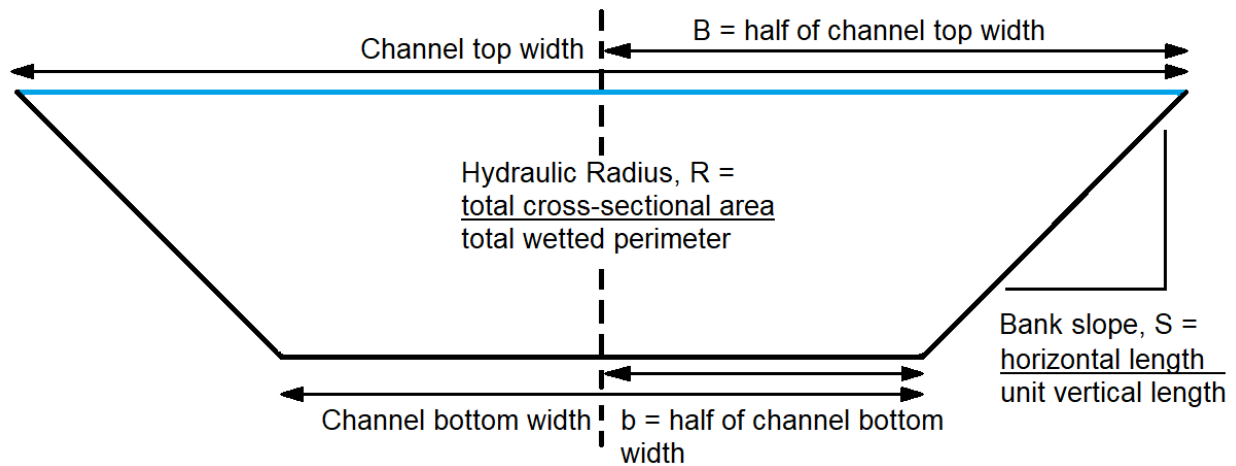 B = half of channel top width
Channel top width
Hydraulic Radius, R =
total cross-sectional area
total wetted perimeter
Bank slope, S =
horizontal length
unit vertical length
Channel bottom width
b = half of channel bottom
width